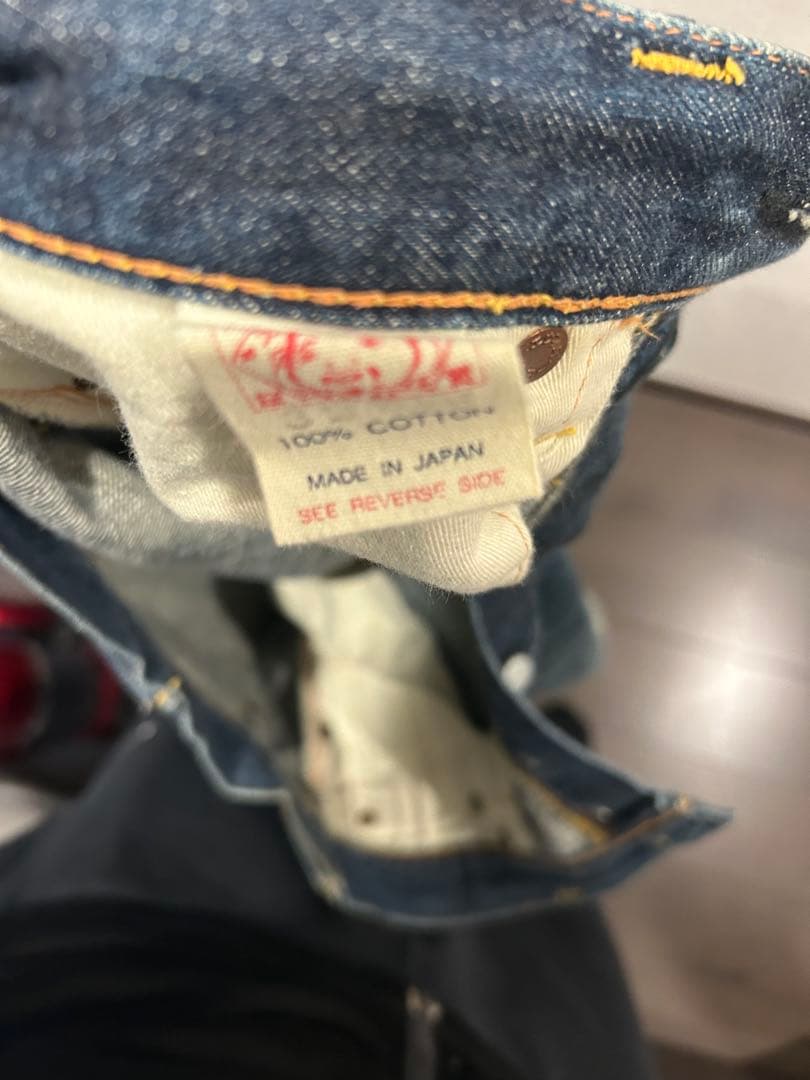 100% COTTON
MADE IN JAPAN
SEE REVERSE SIDE